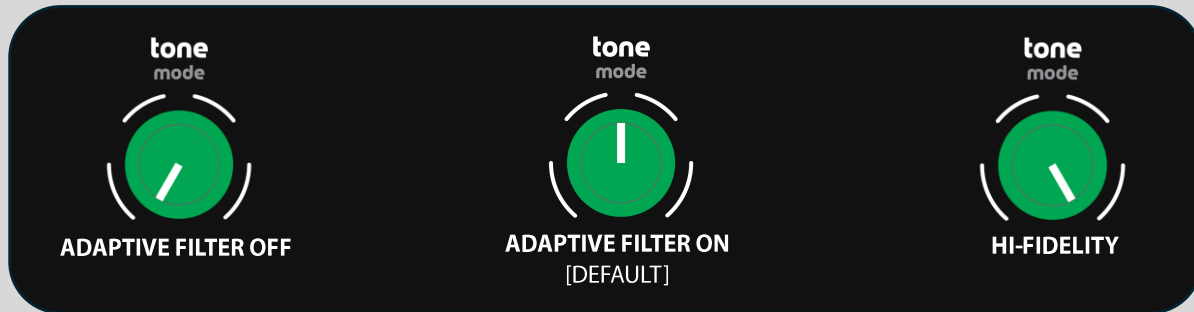 tone
mode
ADAPTIVE FILTER OFF
tone
mode
ADAPTIVE FILTER ON
[DEFAULT]
tone
mode
HI-FIDELITY